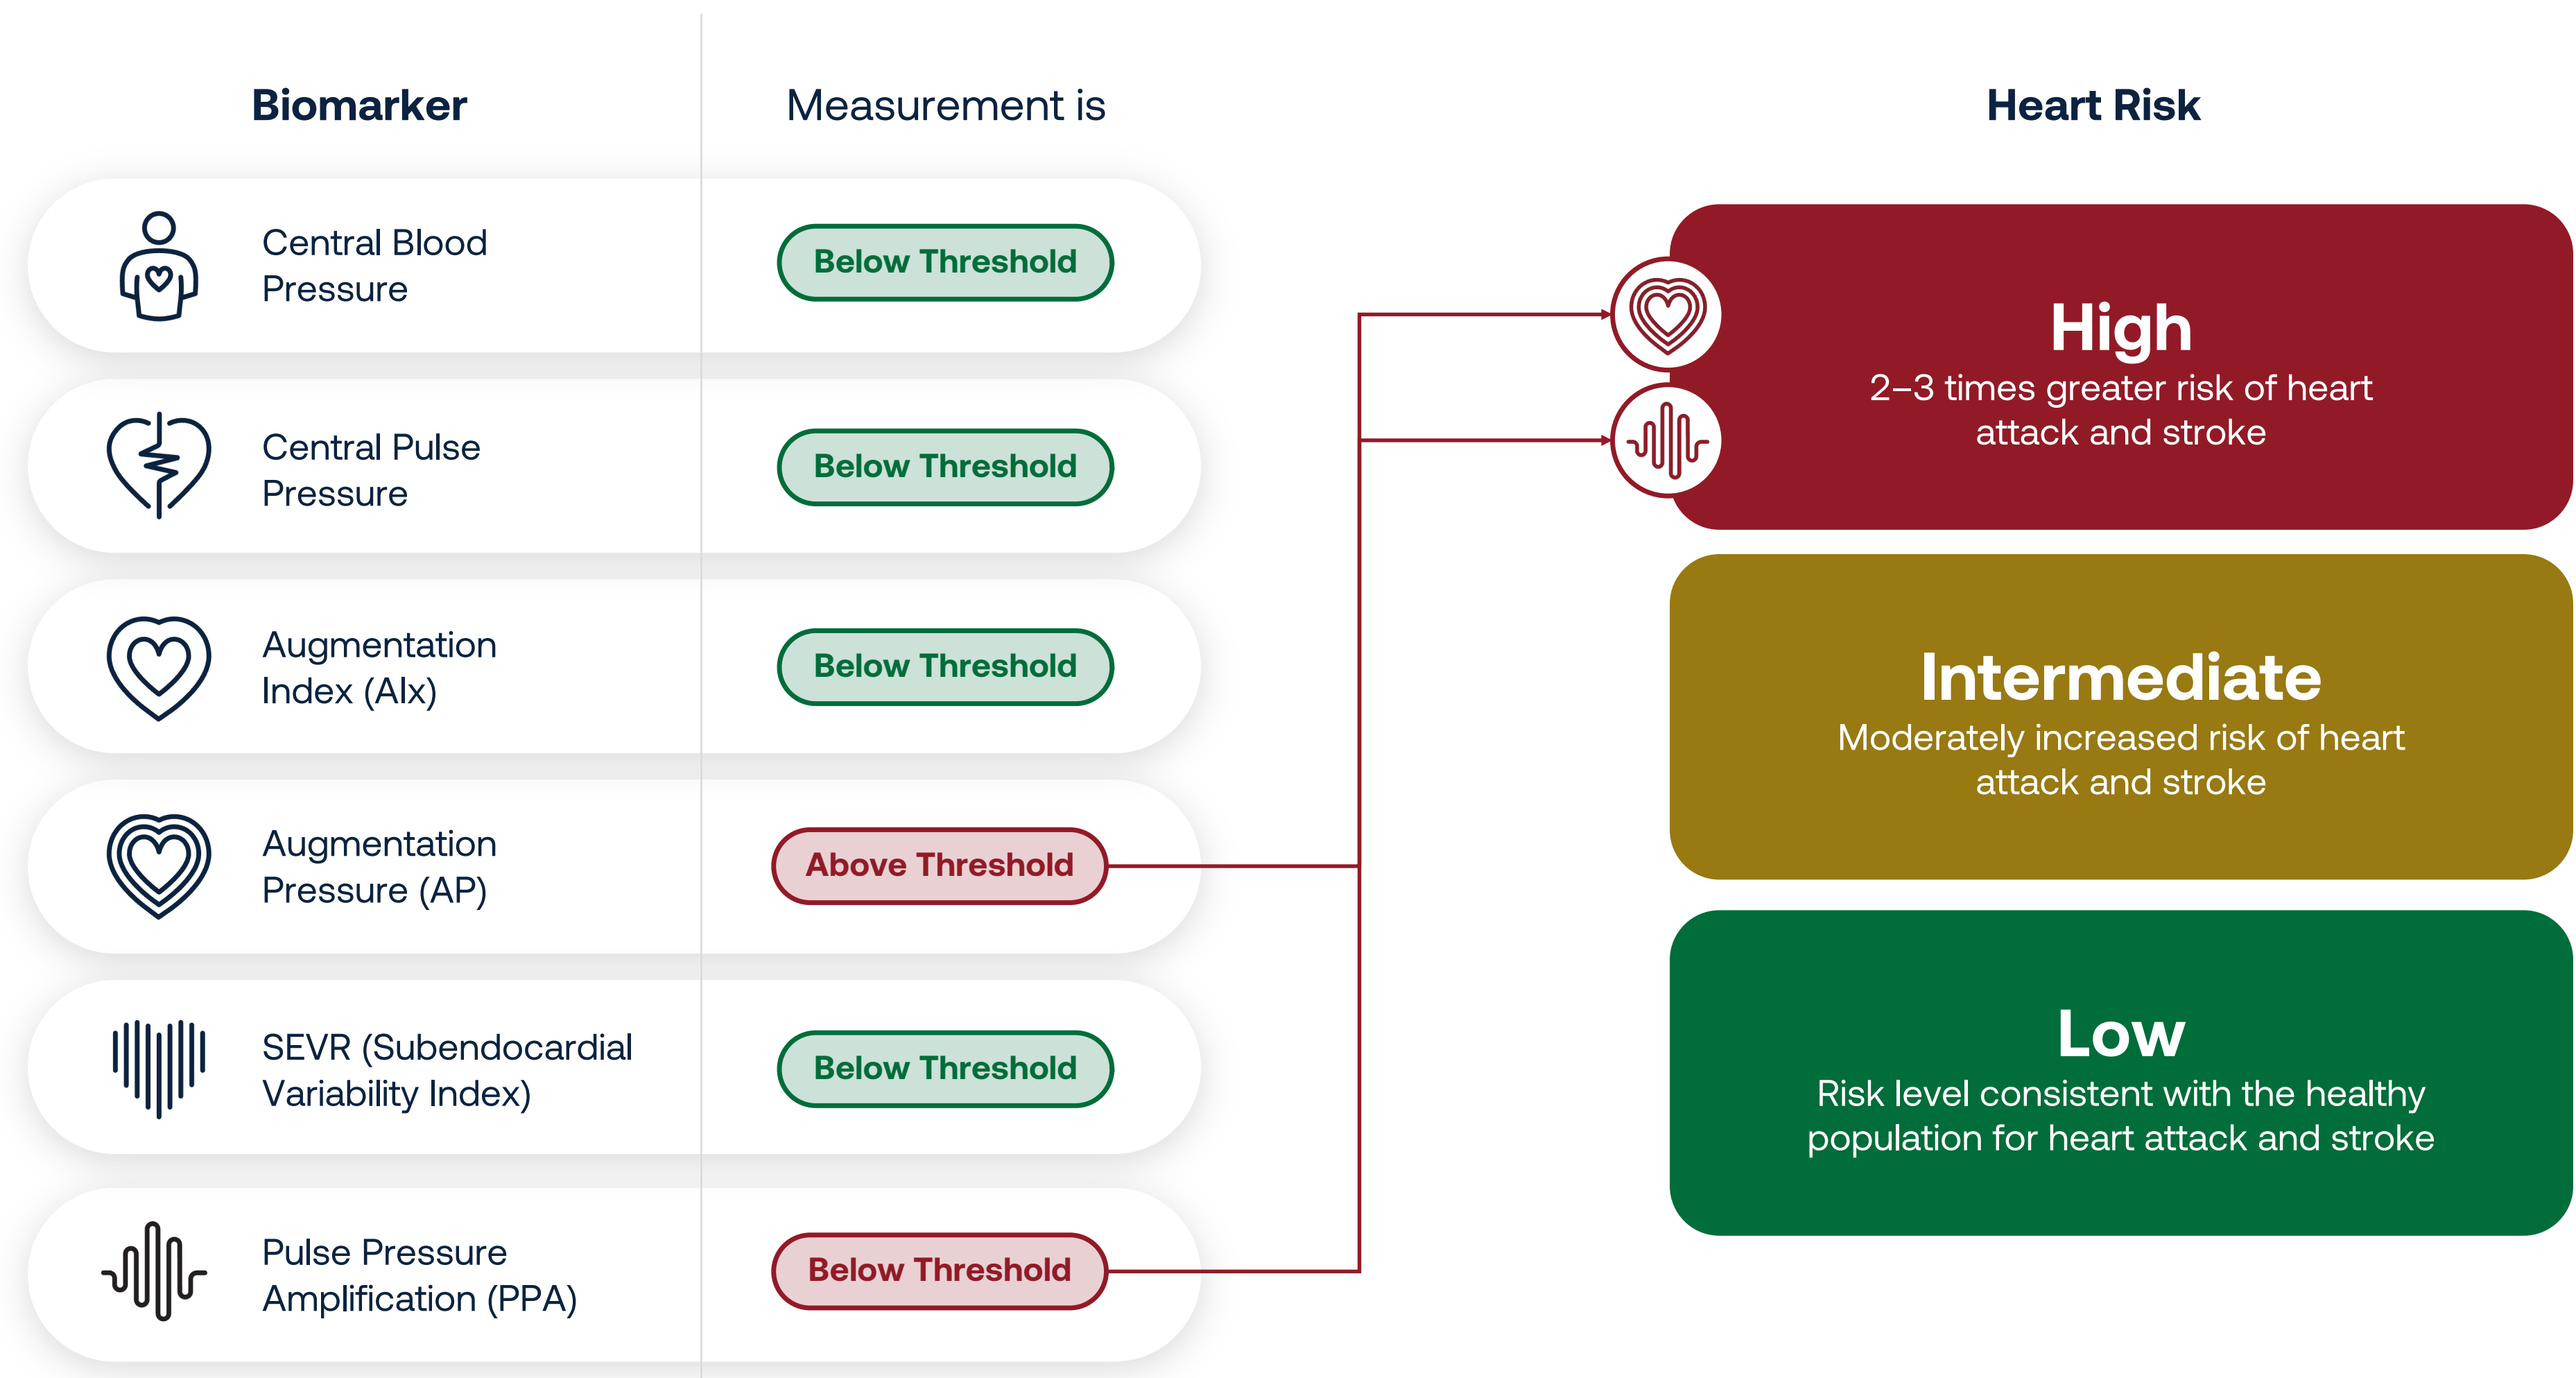 Biomarker
Measurement is
Heart Risk
Central Blood
Pressure
Below Threshold
Central Pulse
Pressure
Below Threshold
Augmentation
Index (AIx)
Below Threshold
Augmentation
Pressure (AP)
Above Threshold
SEVR (Subendocardial
Variability Index)
Below Threshold
Pulse Pressure
Amplification (PPA)
Below Threshold
High
2–3 times greater risk of heart
attack and stroke
Intermediate
Moderately increased risk of heart
attack and stroke
Low
Risk level consistent with the healthy
population for heart attack and stroke